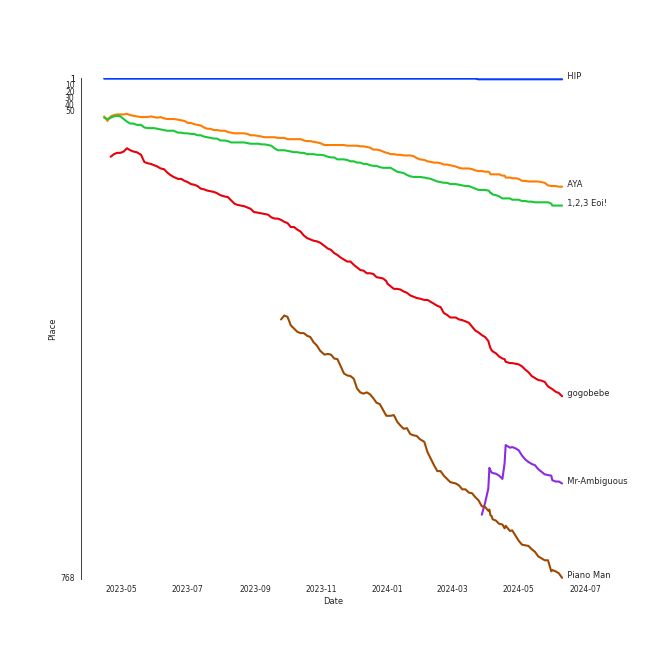 1
10
20
30
40
50
768
Place
HIP
AYA
1,2,3 Eoi!
gogobebe
Mr-Ambiguous
Piano Man
2023-05
2023-07
2023-09
2023-11
2024-01
2024-03
2024-05
2024-07
Date